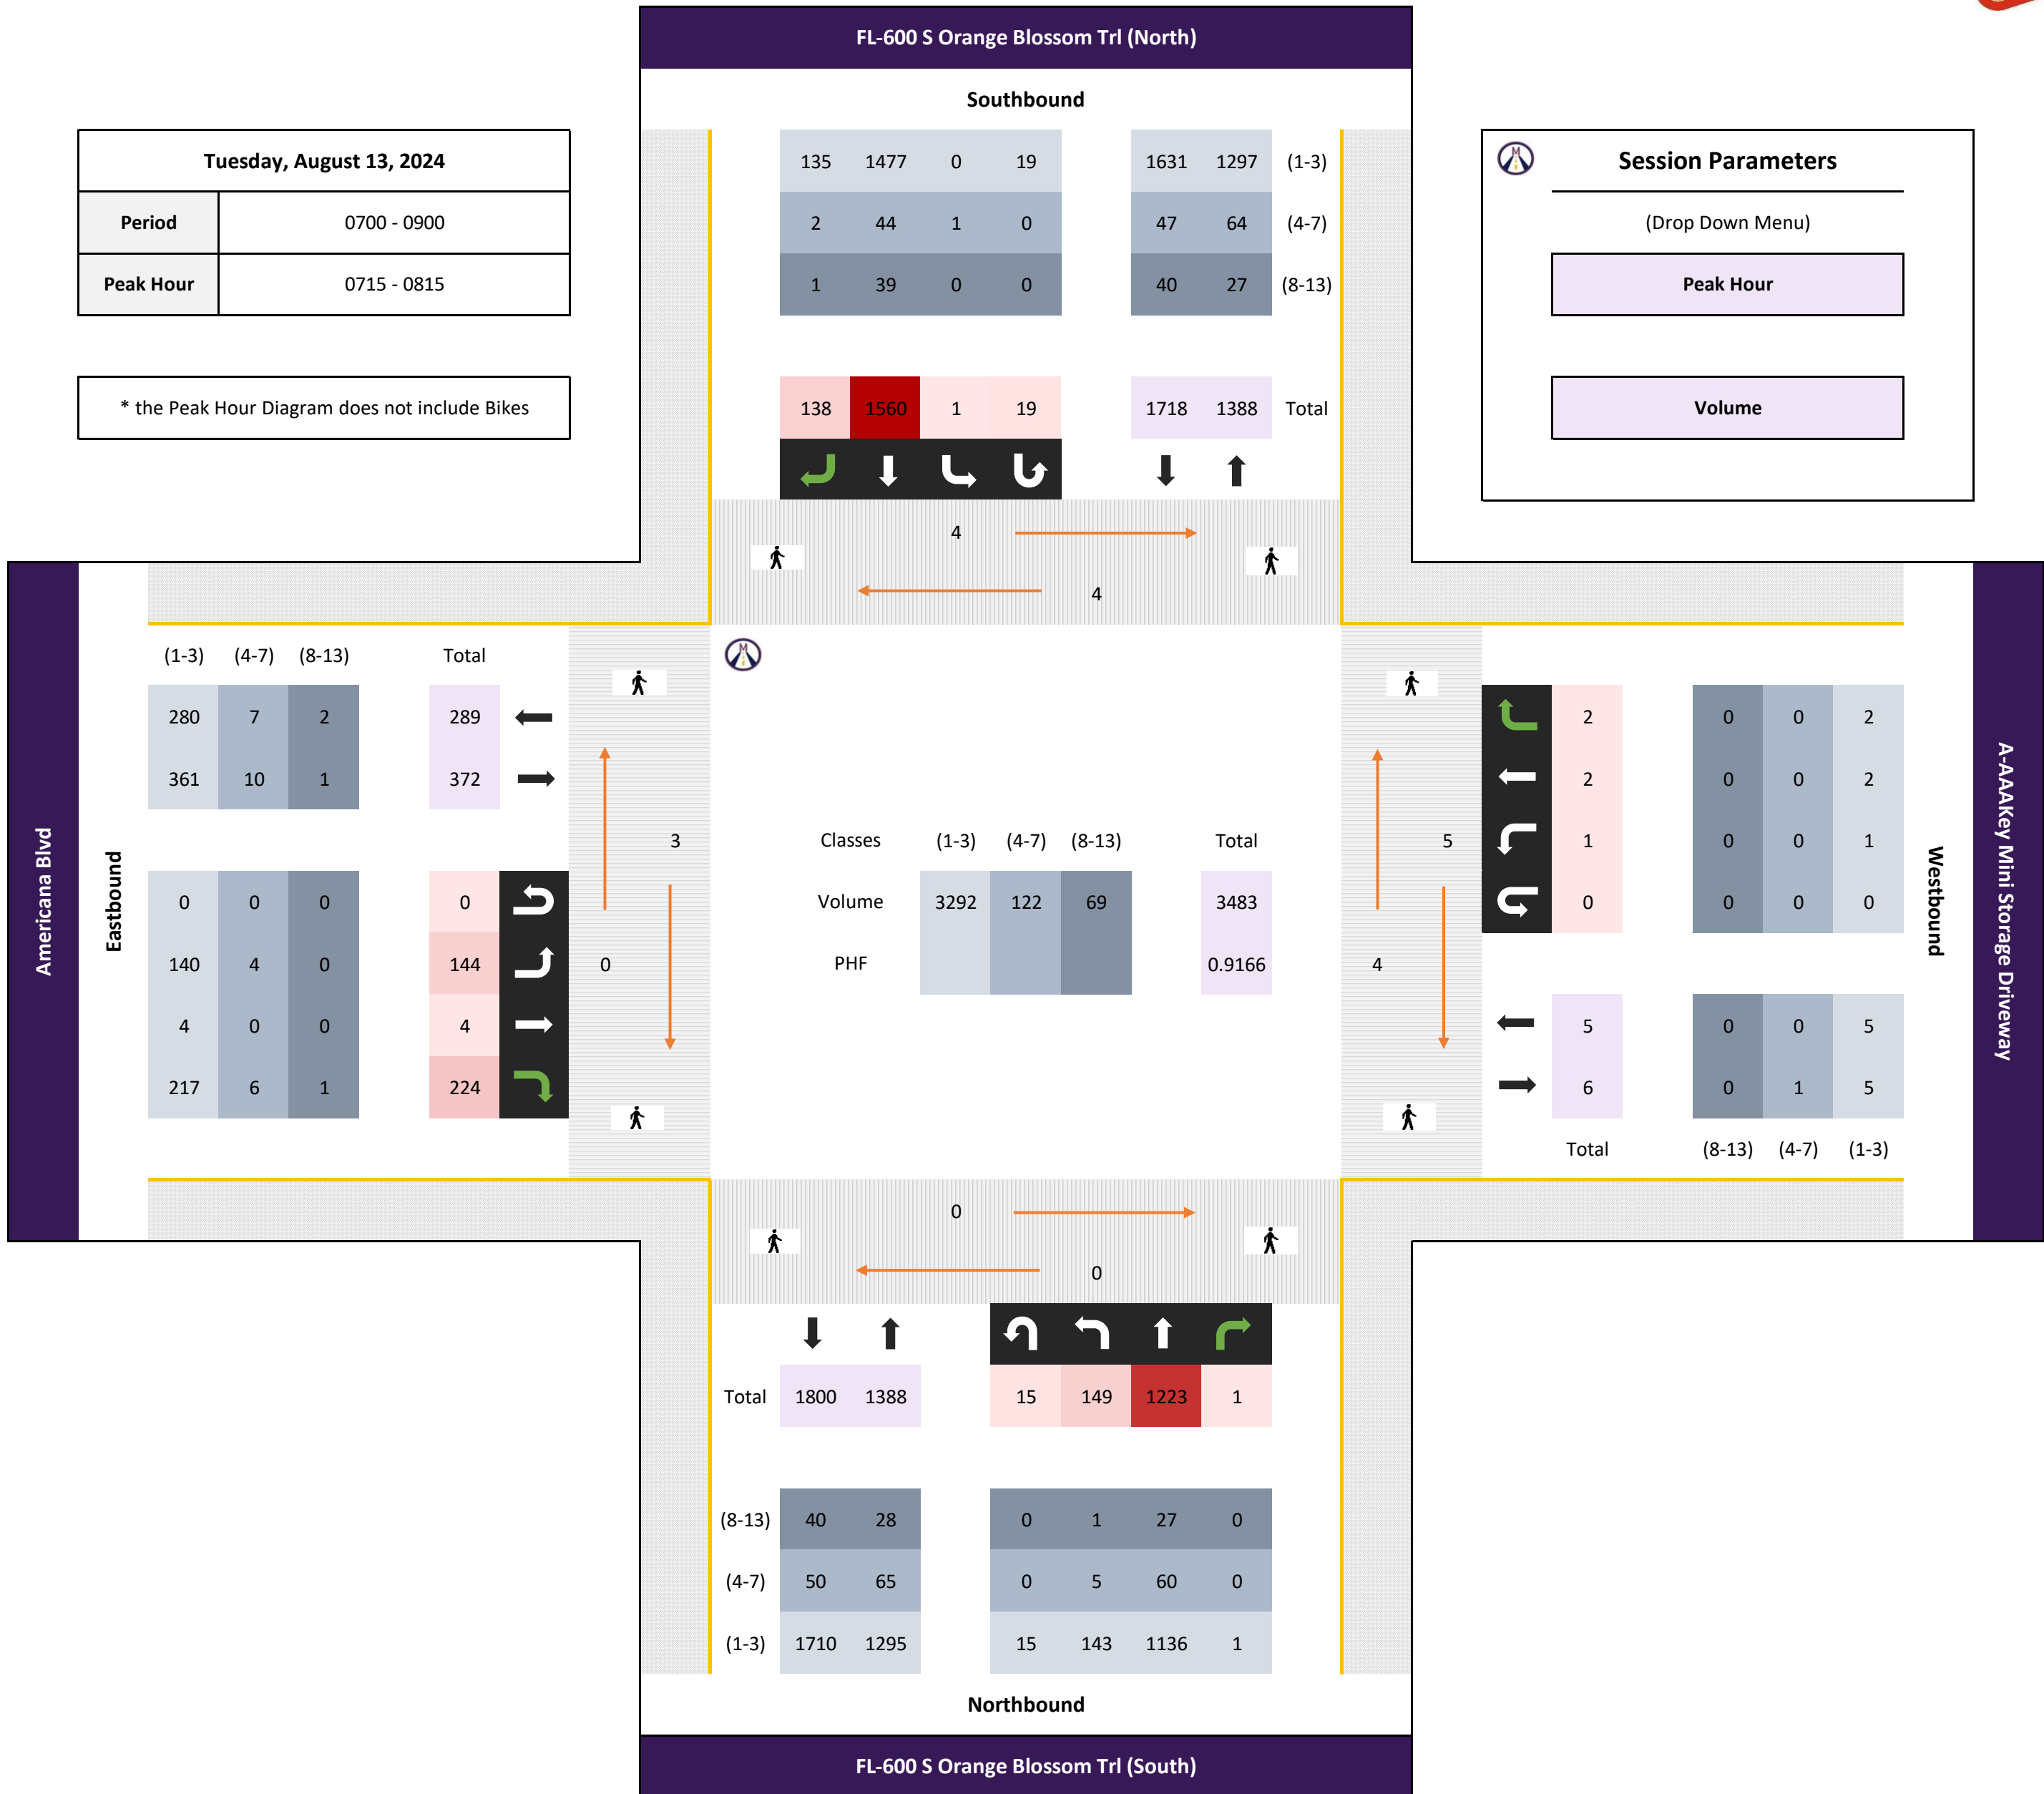 FL-600 S Orange Blossom Trl (North)
Southbound
Tuesday, August 13, 2024
Period 0700 - 0900
Peak Hour 0715 - 0815
* the Peak Hour Diagram does not include Bikes
135 1477 0 19 1631 1297 (1-3)
2 44 1 0 47 64 (4-7)
1 39 0 0 40 27 (8-13)
138 1560 1 19 1718 1388 Total
M
Session Parameters
(Drop Down Menu)
Peak Hour
Volume
4
4
Americana Blvd
Eastbound
(1-3) (4-7) (8-13) Total
280 7 2 289
361 10 1 372
0 0 0 0
140 4 0 144
4 0 0 4
217 6 1 224
3
0
M
Classes (1-3) (4-7) (8-13) Total
Volume 3292 122 69 3483
PHF 0.9166
5
4
2 0 0 2
2 0 0 2
1 0 0 1
0 0 0 0
5 0 0 5
6 0 1 5
Total (8-13) (4-7) (1-3)
Westbound
A-AAAKey Mini Storage Driveway
0
0
Total 1800 1388 15 149 1223 1
(8-13) 40 28 0 1 27 0
(4-7) 50 65 0 5 60 0
(1-3) 1710 1295 15 143 1136 1
Northbound
FL-600 S Orange Blossom Trl (South)